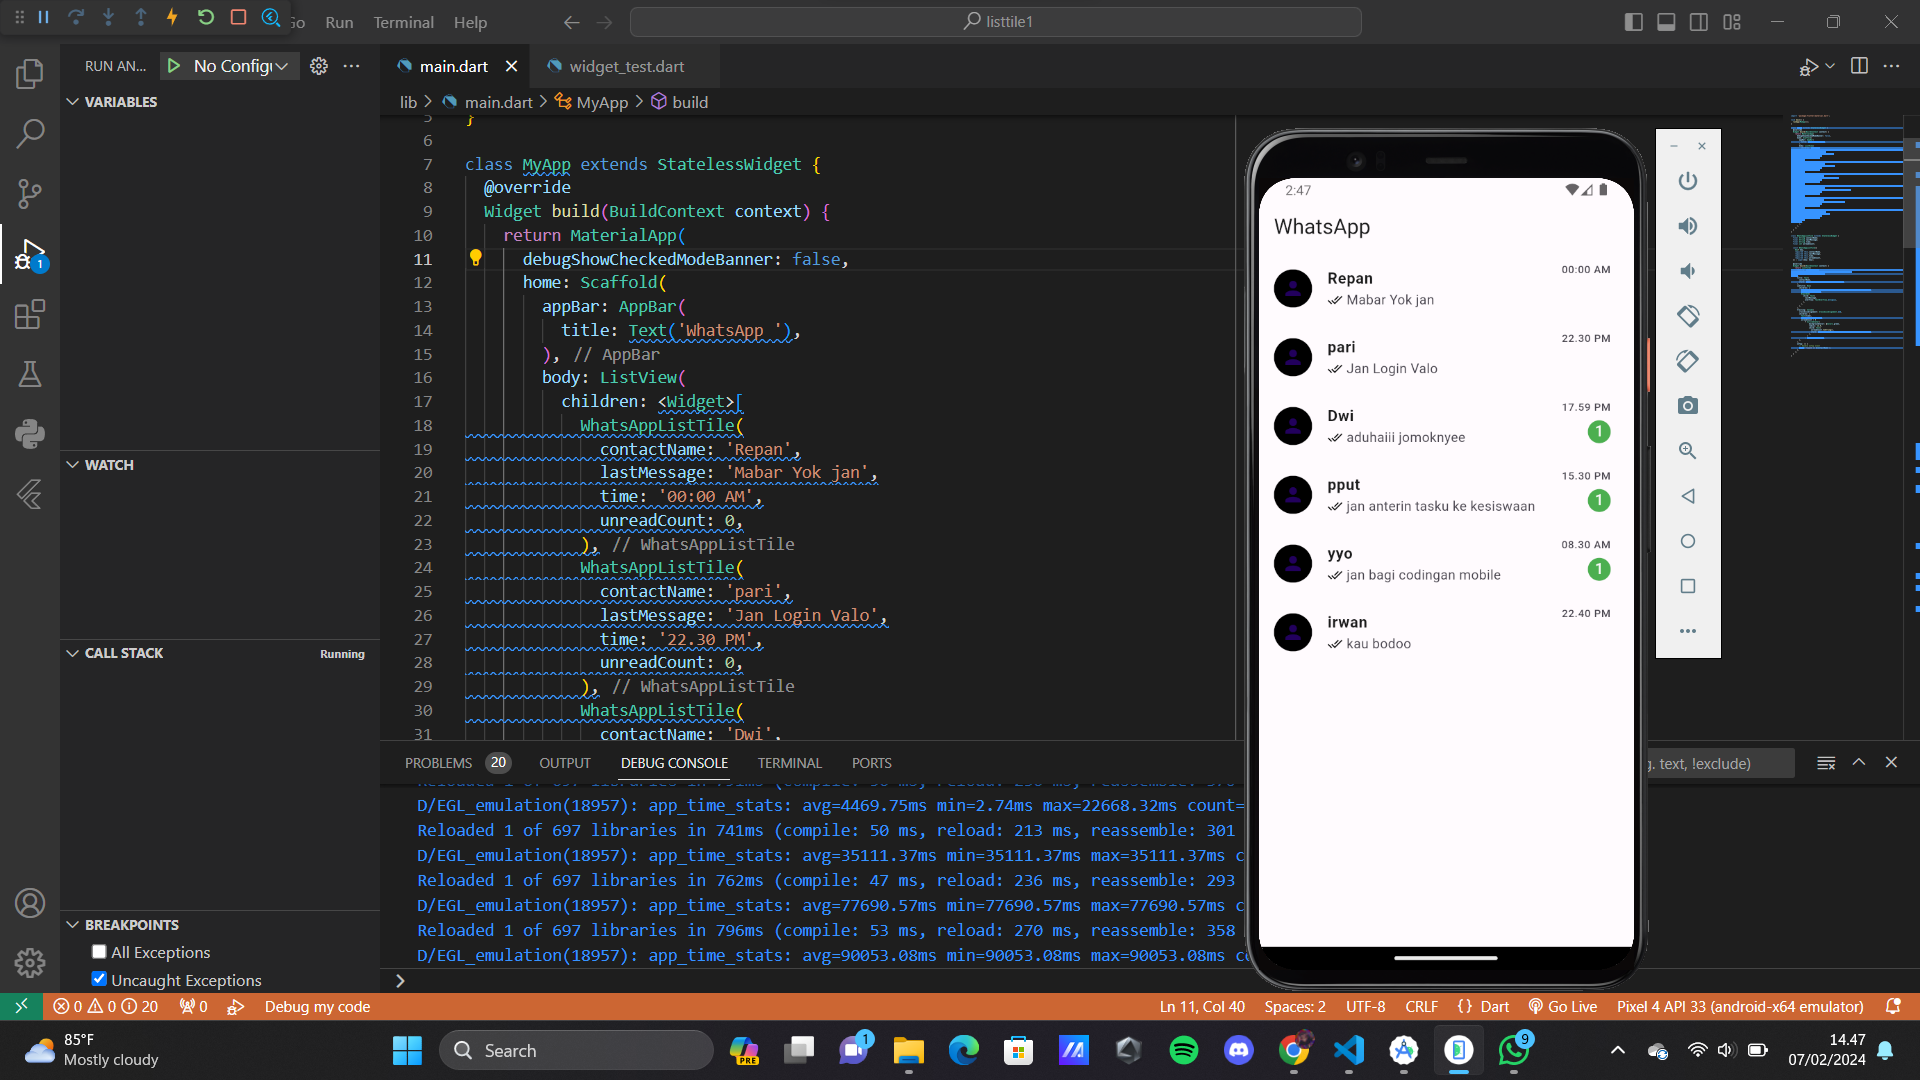 Go
Run
Terminal
Help
listtile1
RUN AN...
No Config
main.dart
widget_test.dart
VARIABLES
lib > main.dart > MyApp > build
5 }
6
7 class MyApp extends StatelessWidget {
8 @override
9 Widget build(BuildContext context) {
10 return MaterialApp(
11 debugShowCheckedModeBanner: false,
12 home: Scaffold(
13 appBar: AppBar(
14 title: Text('WhatsApp '),
15 ), // AppBar
16 body: ListView(
17 children: <Widget>[
18 WhatsAppListTile(
19 contactName: 'Repan',
20 lastMessage: 'Mabar Yok jan',
21 time: '00:00 AM',
22 unreadCount: 0,
23 ), // WhatsAppListTile
24 WhatsAppListTile(
25 contactName: 'pari',
26 lastMessage: 'Jan Login Valo',
27 time: '22.30 PM',
28 unreadCount: 0,
29 ), // WhatsAppListTile
30 WhatsAppListTile(
31 contactName: 'Dwi',
WATCH
CALL STACK
Running
BREAKPOINTS
All Exceptions
Uncaught Exceptions
1
2:47
WhatsApp
Repan
00:00 AM
Mabar Yok jan
pari
22.30 PM
Jan Login Valo
Dwi
17.59 PM
aduhaiii jomoknyee
1
pput
15.30 PM
jan anterin tasku ke kesiswaan
1
yyo
08.30 AM
jan bagi codingan mobile
1
irwan
22.40 PM
kau bodoo
PROBLEMS 20
OUTPUT
DEBUG CONSOLE
TERMINAL
PORTS
. text, !exclude)
D/EGL_emulation(18957): app_time_stats: avg=4469.75ms min=2.74ms max=22668.32ms count=
Reloaded 1 of 697 libraries in 741ms (compile: 50 ms, reload: 213 ms, reassemble: 301
D/EGL_emulation(18957): app_time_stats: avg=35111.37ms min=35111.37ms max=35111.37ms c
Reloaded 1 of 697 libraries in 762ms (compile: 47 ms, reload: 236 ms, reassemble: 293
D/EGL_emulation(18957): app_time_stats: avg=77690.57ms min=77690.57ms max=77690.57ms c
Reloaded 1 of 697 libraries in 796ms (compile: 53 ms, reload: 270 ms, reassemble: 358
D/EGL_emulation(18957): app_time_stats: avg=90053.08ms min=90053.08ms max=90053.08ms c
0 0 20 0 Debug my code
Ln 11, Col 40 Spaces: 2 UTF-8 CRLF {} Dart Go Live Pixel 4 API 33 (android-x64 emulator)
85°F
Mostly cloudy
Search
PRE
1
9
14.47
07/02/2024